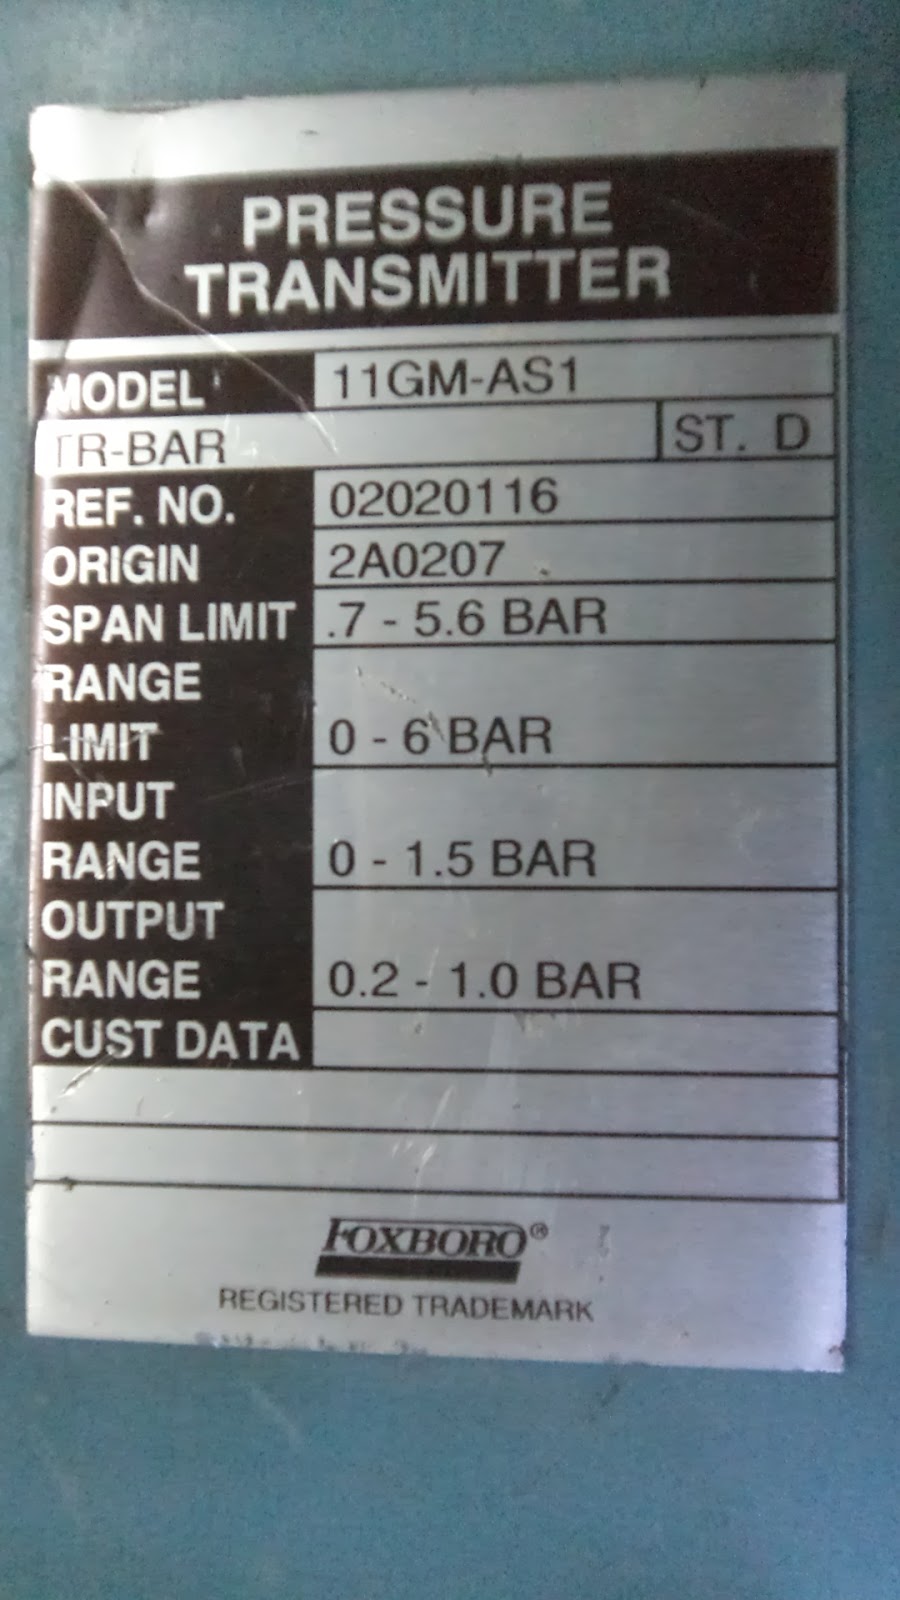 PRESSURE
TRANSMITTER
MODEL 11GM-AS1
TR-BAR ST. D
REF. NO. 02020116
ORIGIN 2A0207
SPAN LIMIT .7 - 5.6 BAR
RANGE
LIMIT 0 - 6 BAR
INPUT
RANGE 0 - 1.5 BAR
OUTPUT
RANGE 0.2 - 1.0 BAR
CUST DATA
FOXBORO®
REGISTERED TRADEMARK